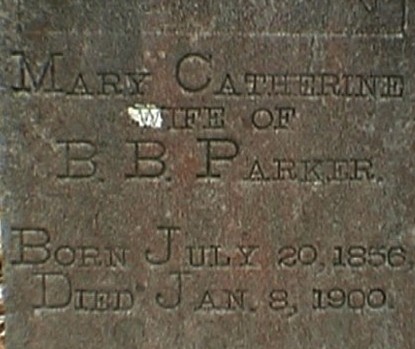 Mary Catherine
wife of
B. B. Parker.
Born July 20, 1856.
Died Jan. 8, 1900.